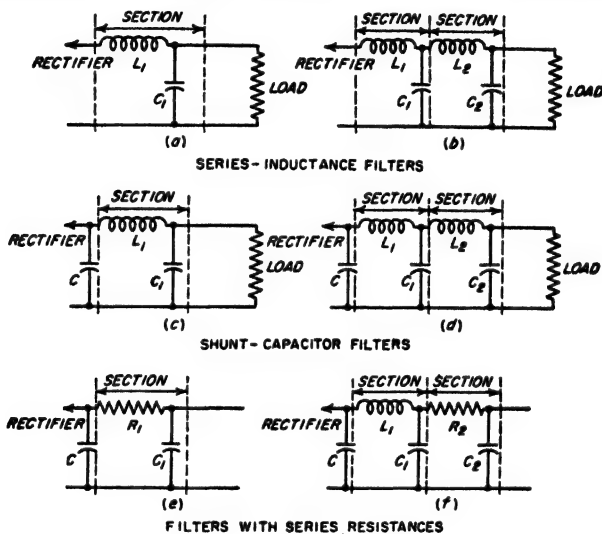 SECTION
RECTIFIER L1 C1 LOAD
(a)
SECTION SECTION
RECTIFIER L1 C1 L2 C2 LOAD
(b)
SERIES-INDUCTANCE FILTERS
SECTION
RECTIFIER C L1 C1 LOAD
(c)
SECTION SECTION
RECTIFIER C L1 C1 L2 C2 LOAD
(d)
SHUNT-CAPACITOR FILTERS
SECTION
RECTIFIER C R1 C1
(e)
SECTION SECTION
RECTIFIER C L1 C1 R2 C2
(f)
FILTERS WITH SERIES RESISTANCES